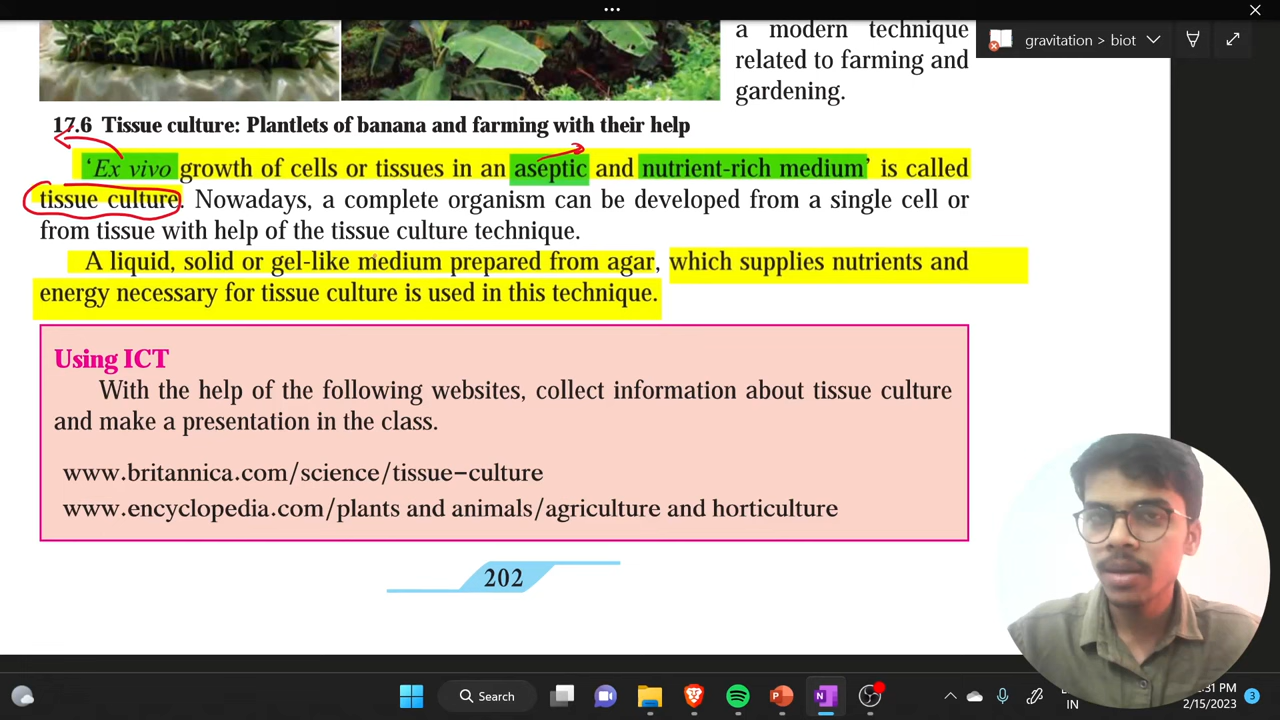 ...
a modern technique
related to farming and
gardening.
gravitation > biot
17.6 Tissue culture: Plantlets of banana and farming with their help
‘Ex vivo growth of cells or tissues in an aseptic and nutrient-rich medium’ is called
tissue culture. Nowadays, a complete organism can be developed from a single cell or
from tissue with help of the tissue culture technique.
A liquid, solid or gel-like medium prepared from agar, which supplies nutrients and
energy necessary for tissue culture is used in this technique.
Using ICT
With the help of the following websites, collect information about tissue culture
and make a presentation in the class.
www.britannica.com/science/tissue-culture
www.encyclopedia.com/plants and animals/agriculture and horticulture
202
Search
:31 PM
IN
2/15/2023
3